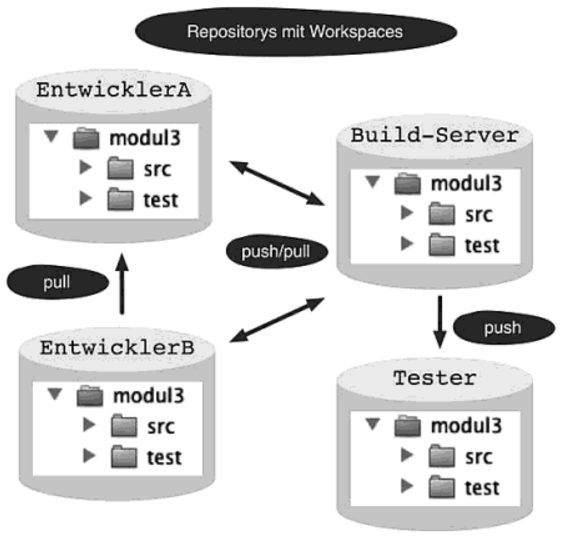 Repositorys mit Workspaces
EntwicklerA
modul3
src
test
Build-Server
modul3
src
test
push/pull
pull
push
EntwicklerB
modul3
src
test
Tester
modul3
src
test